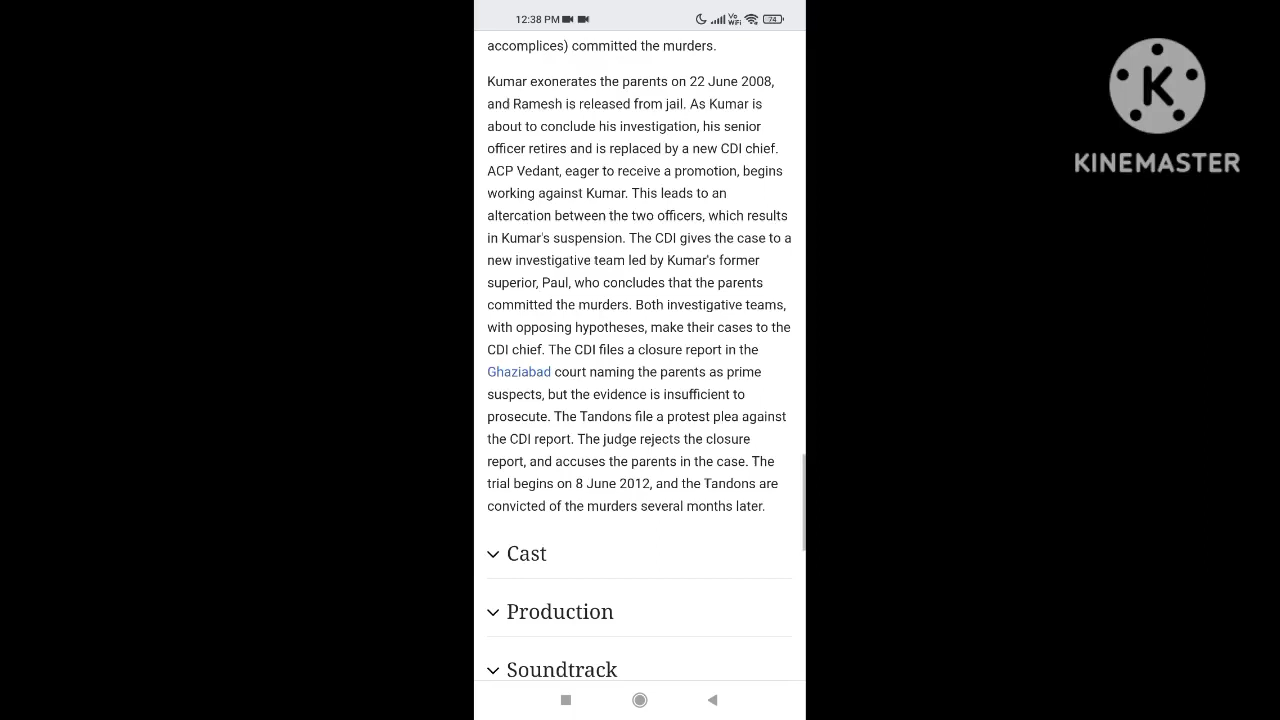 12:38 PM
Vo
WiFi
74
accomplices) committed the murders.
Kumar exonerates the parents on 22 June 2008,
and Ramesh is released from jail. As Kumar is
about to conclude his investigation, his senior
officer retires and is replaced by a new CDI chief.
ACP Vedant, eager to receive a promotion, begins
working against Kumar. This leads to an
altercation between the two officers, which results
in Kumar's suspension. The CDI gives the case to a
new investigative team led by Kumar's former
superior, Paul, who concludes that the parents
committed the murders. Both investigative teams,
with opposing hypotheses, make their cases to the
CDI chief. The CDI files a closure report in the
Ghaziabad court naming the parents as prime
suspects, but the evidence is insufficient to
prosecute. The Tandons file a protest plea against
the CDI report. The judge rejects the closure
report, and accuses the parents in the case. The
trial begins on 8 June 2012, and the Tandons are
convicted of the murders several months later.
Cast
Production
Soundtrack
K
KINEMASTER